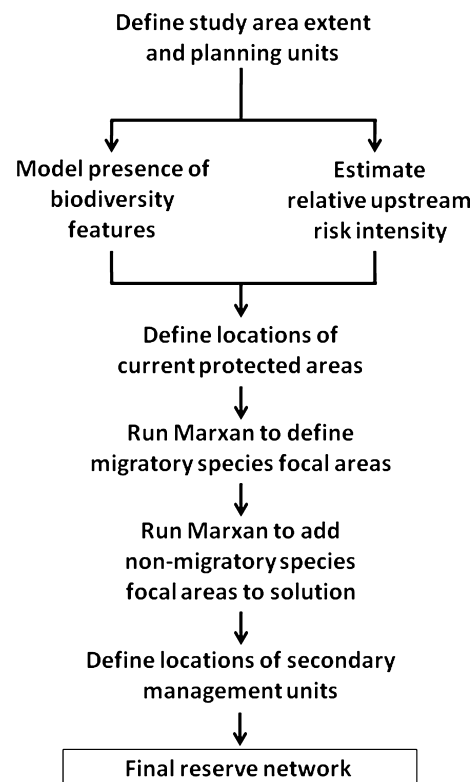 Define study area extent
and planning units
Model presence of
biodiversity
features
Estimate
relative upstream
risk intensity
Define locations of
current protected areas
Run Marxan to define
migratory species focal areas
Run Marxan to add
non-migratory species
focal areas to solution
Define locations of secondary
management units
Final reserve network